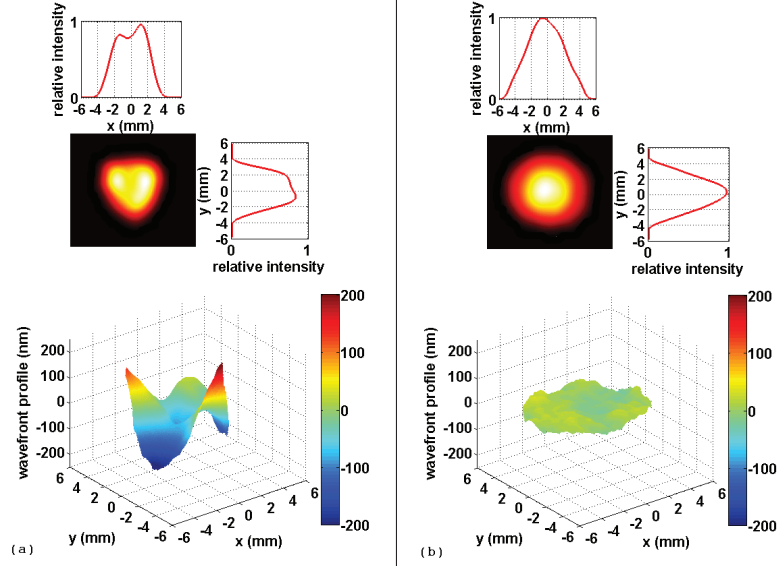 relative intensity
1
0
-6 -4 -2 0 2 4 6
x (mm)
y (mm)
6
4
2
0
-2
-4
-6
0 1
relative intensity
wavefront profile (nm)
200
100
0
-100
-200
6 4 2 0 -2 -4 -6
y (mm)
-6 -4 -2 0 2 4 6
x (mm)
200
100
0
-100
-200
(a)
relative intensity
1
0
-6 -4 -2 0 2 4 6
x (mm)
y (mm)
6
4
2
0
-2
-4
-6
0 1
relative intensity
wavefront profile (nm)
200
100
0
-100
-200
6 4 2 0 -2 -4 -6
y (mm)
-6 -4 -2 0 2 4 6
x (mm)
200
100
0
-100
-200
(b)